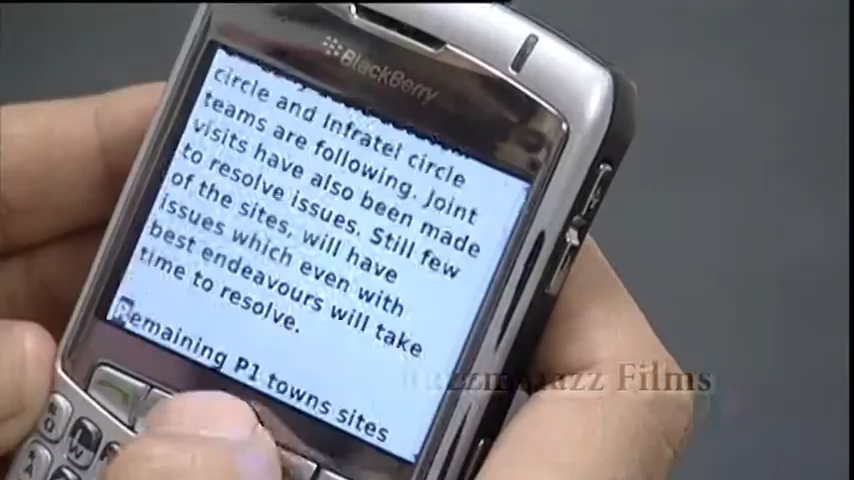 BlackBerry
circle and Infratel circle
teams are following. Joint
visits have also been made
to resolve issues. Still few
of the sites, will have
issues which even with
best endeavours will take
time to resolve.
Remaining P1 towns sites
Razzmatazz Films
O
W
A
S